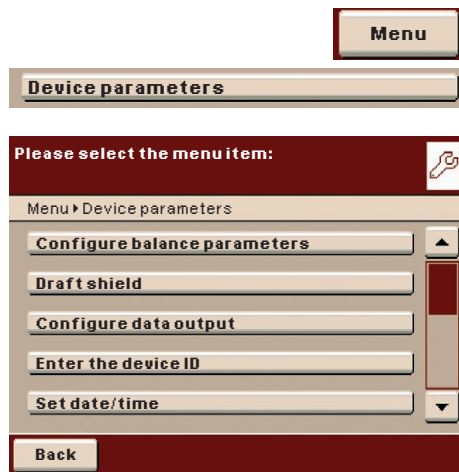 Menu
Device parameters
Please select the menu item:
Menu▸Device parameters
Configure balance parameters
Draft shield
Configure data output
Enter the device ID
Set date/time
Back